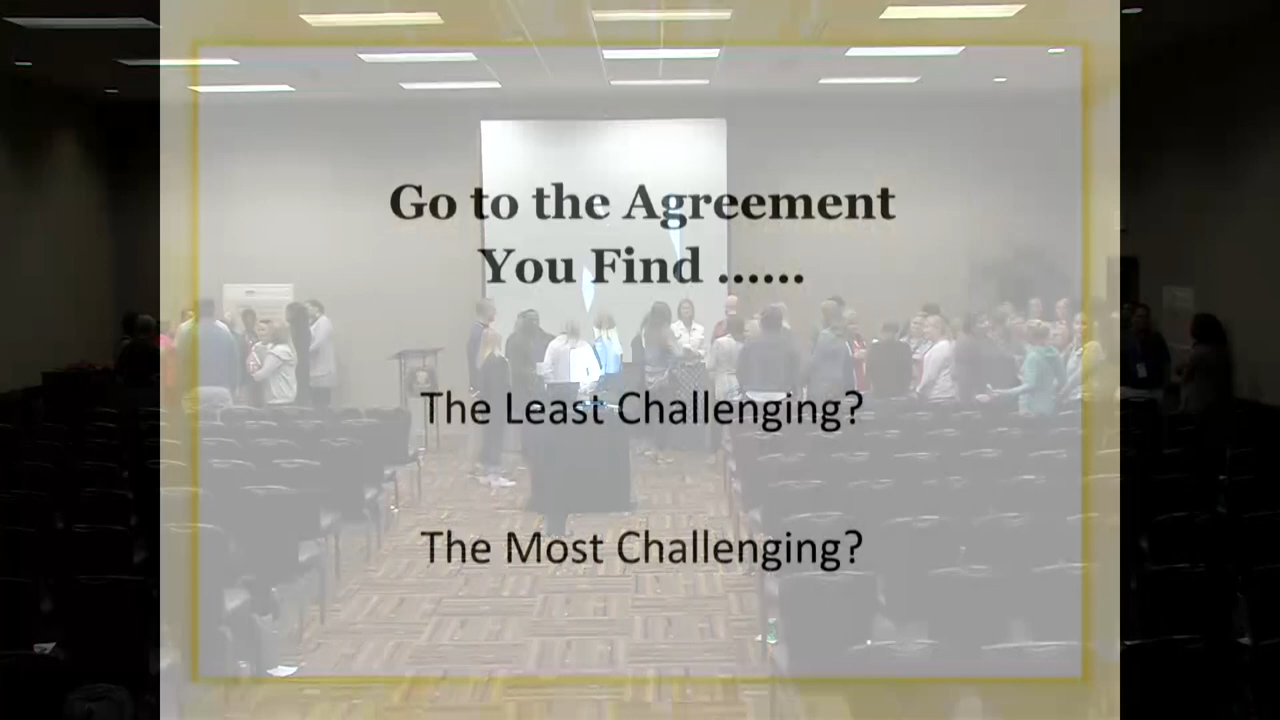 Go to the Agreement
You Find ......
The Least Challenging?
The Most Challenging?